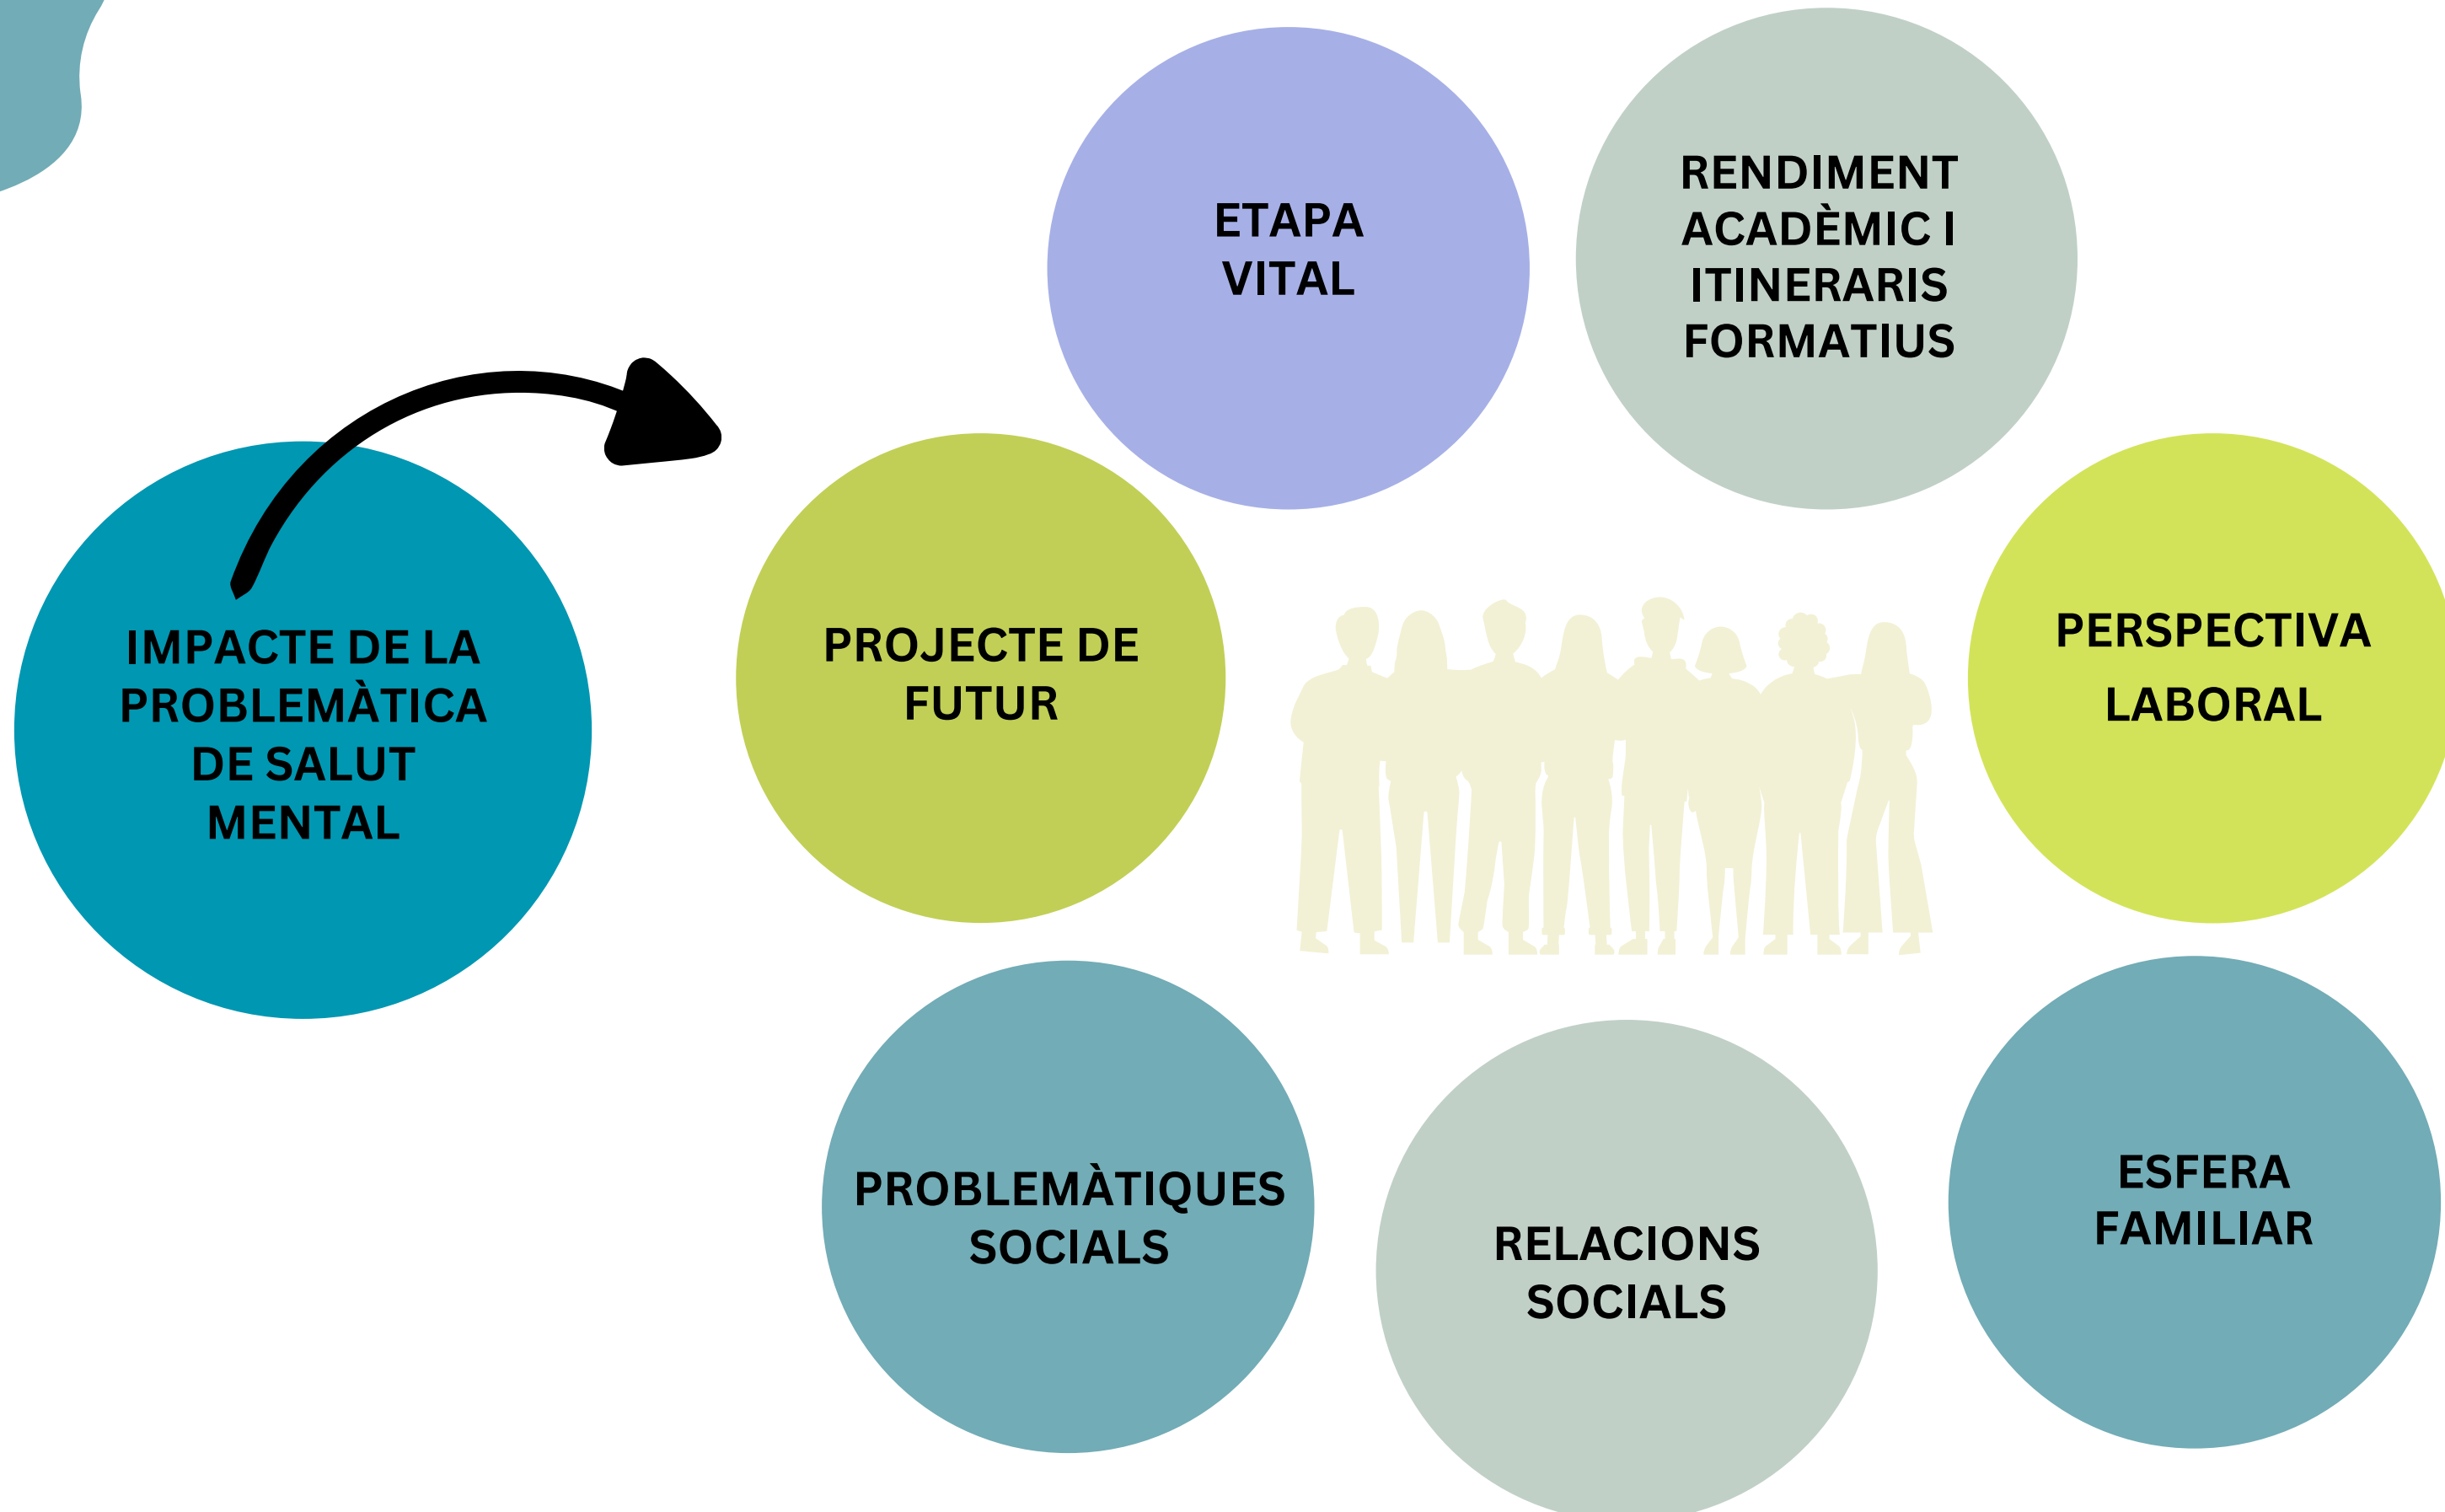 IMPACTE DE LA
PROBLEMÀTICA
DE SALUT
MENTAL
ETAPA
VITAL
RENDIMENT
ACADÈMIC I
ITINERARIS
FORMATIUS
PROJECTE DE
FUTUR
PERSPECTIVA
LABORAL
PROBLEMÀTIQUES
SOCIALS
RELACIONS
SOCIALS
ESFERA
FAMILIAR